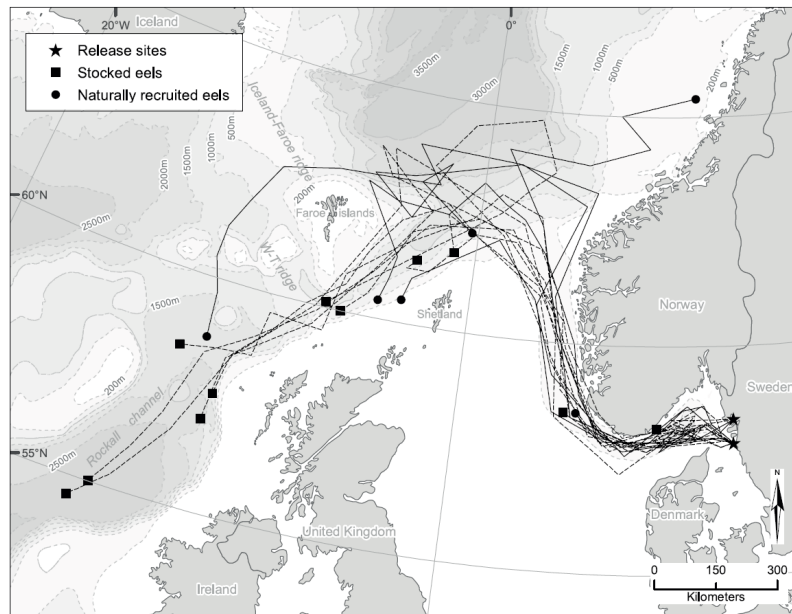 Iceland
20°W
0°
Release sites
Stocked eels
Naturally recruited eels
3500m
3000m
1500m
1000m
500m
200m
Iceland-Faroe ridge
500m
1000m
1500m
2000m
2500m
60°N
200m
Faroe islands
W-T ridge
Norway
1500m
Shetland
200m
Rockall channel
Sweden
55°N
2500m
N
Denmark
United Kingdom
Ireland
0 150 300
Kilometers